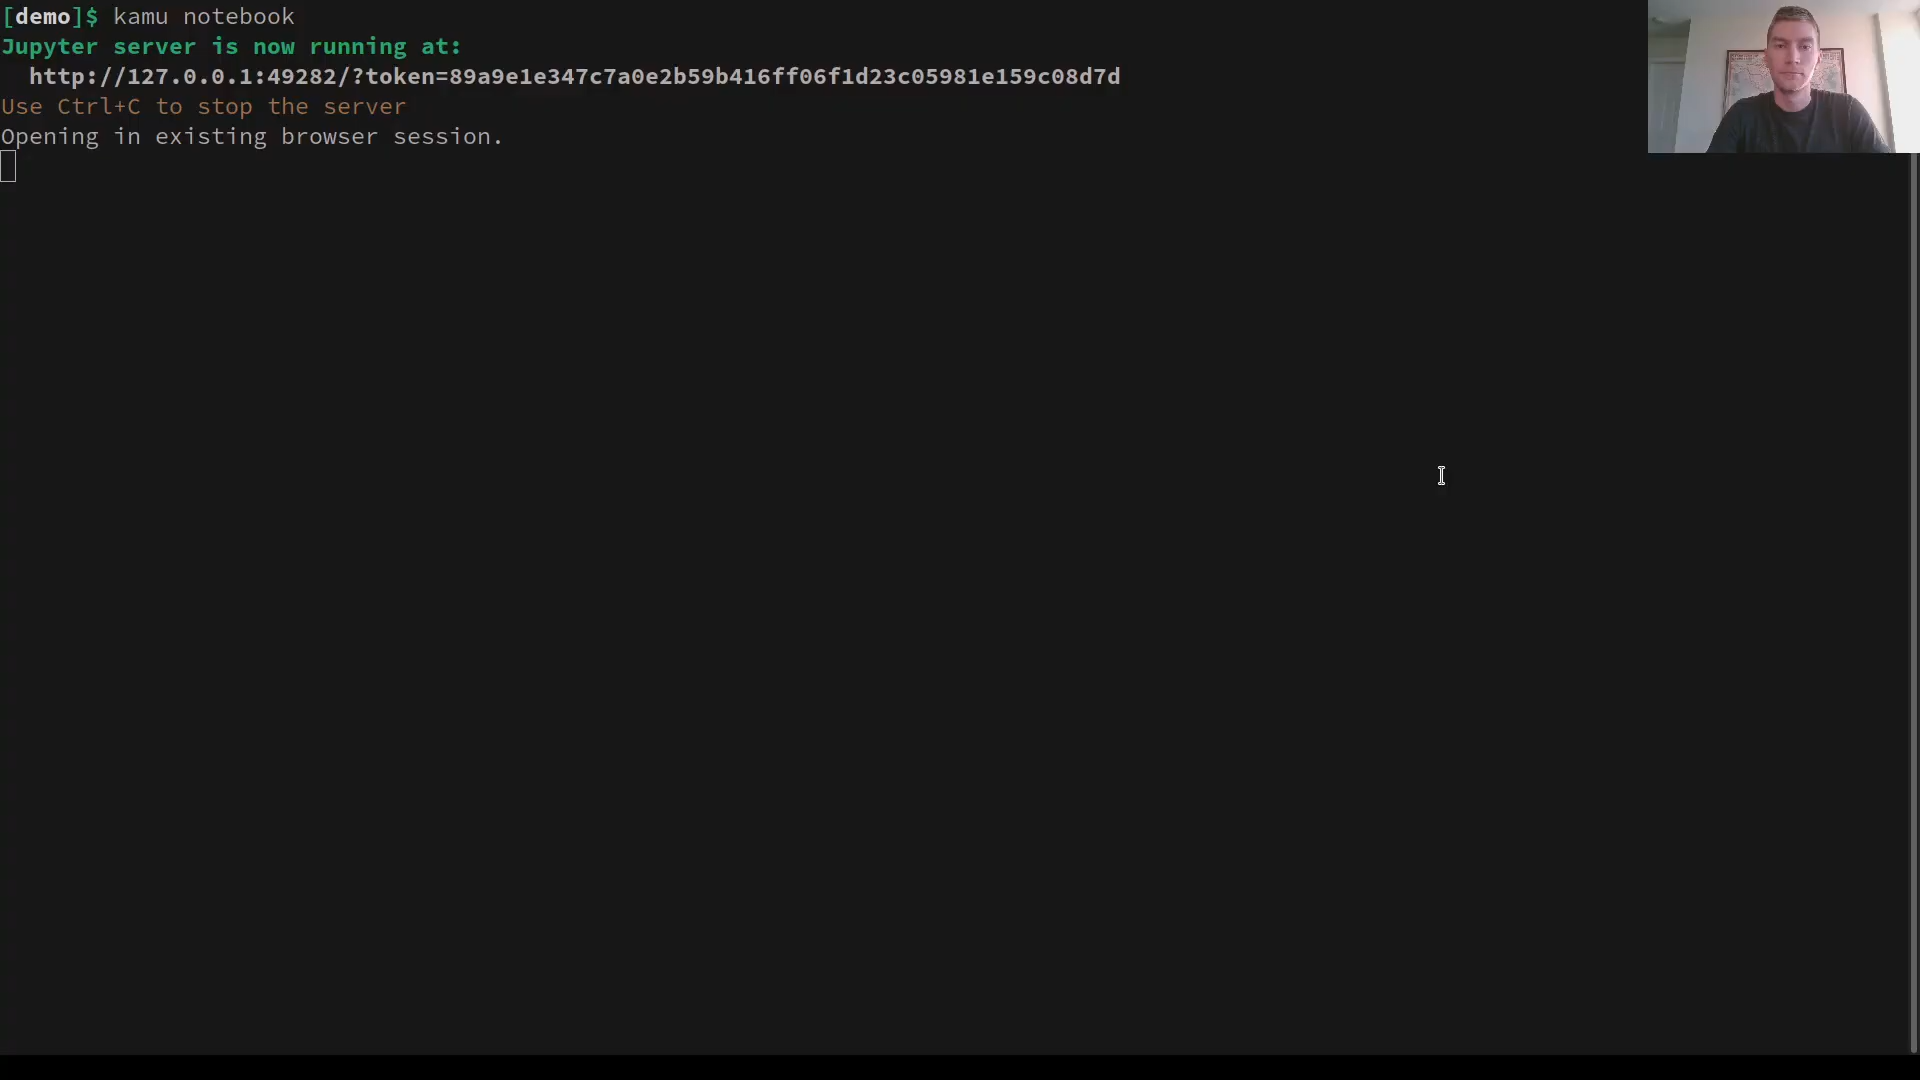 [demo]$ kamu notebook
Jupyter server is now running at:
http://127.0.0.1:49282/?token=89a9e1e347c7a0e2b59b416ff06f1d23c05981e159c08d7d
Use Ctrl+C to stop the server
Opening in existing browser session.